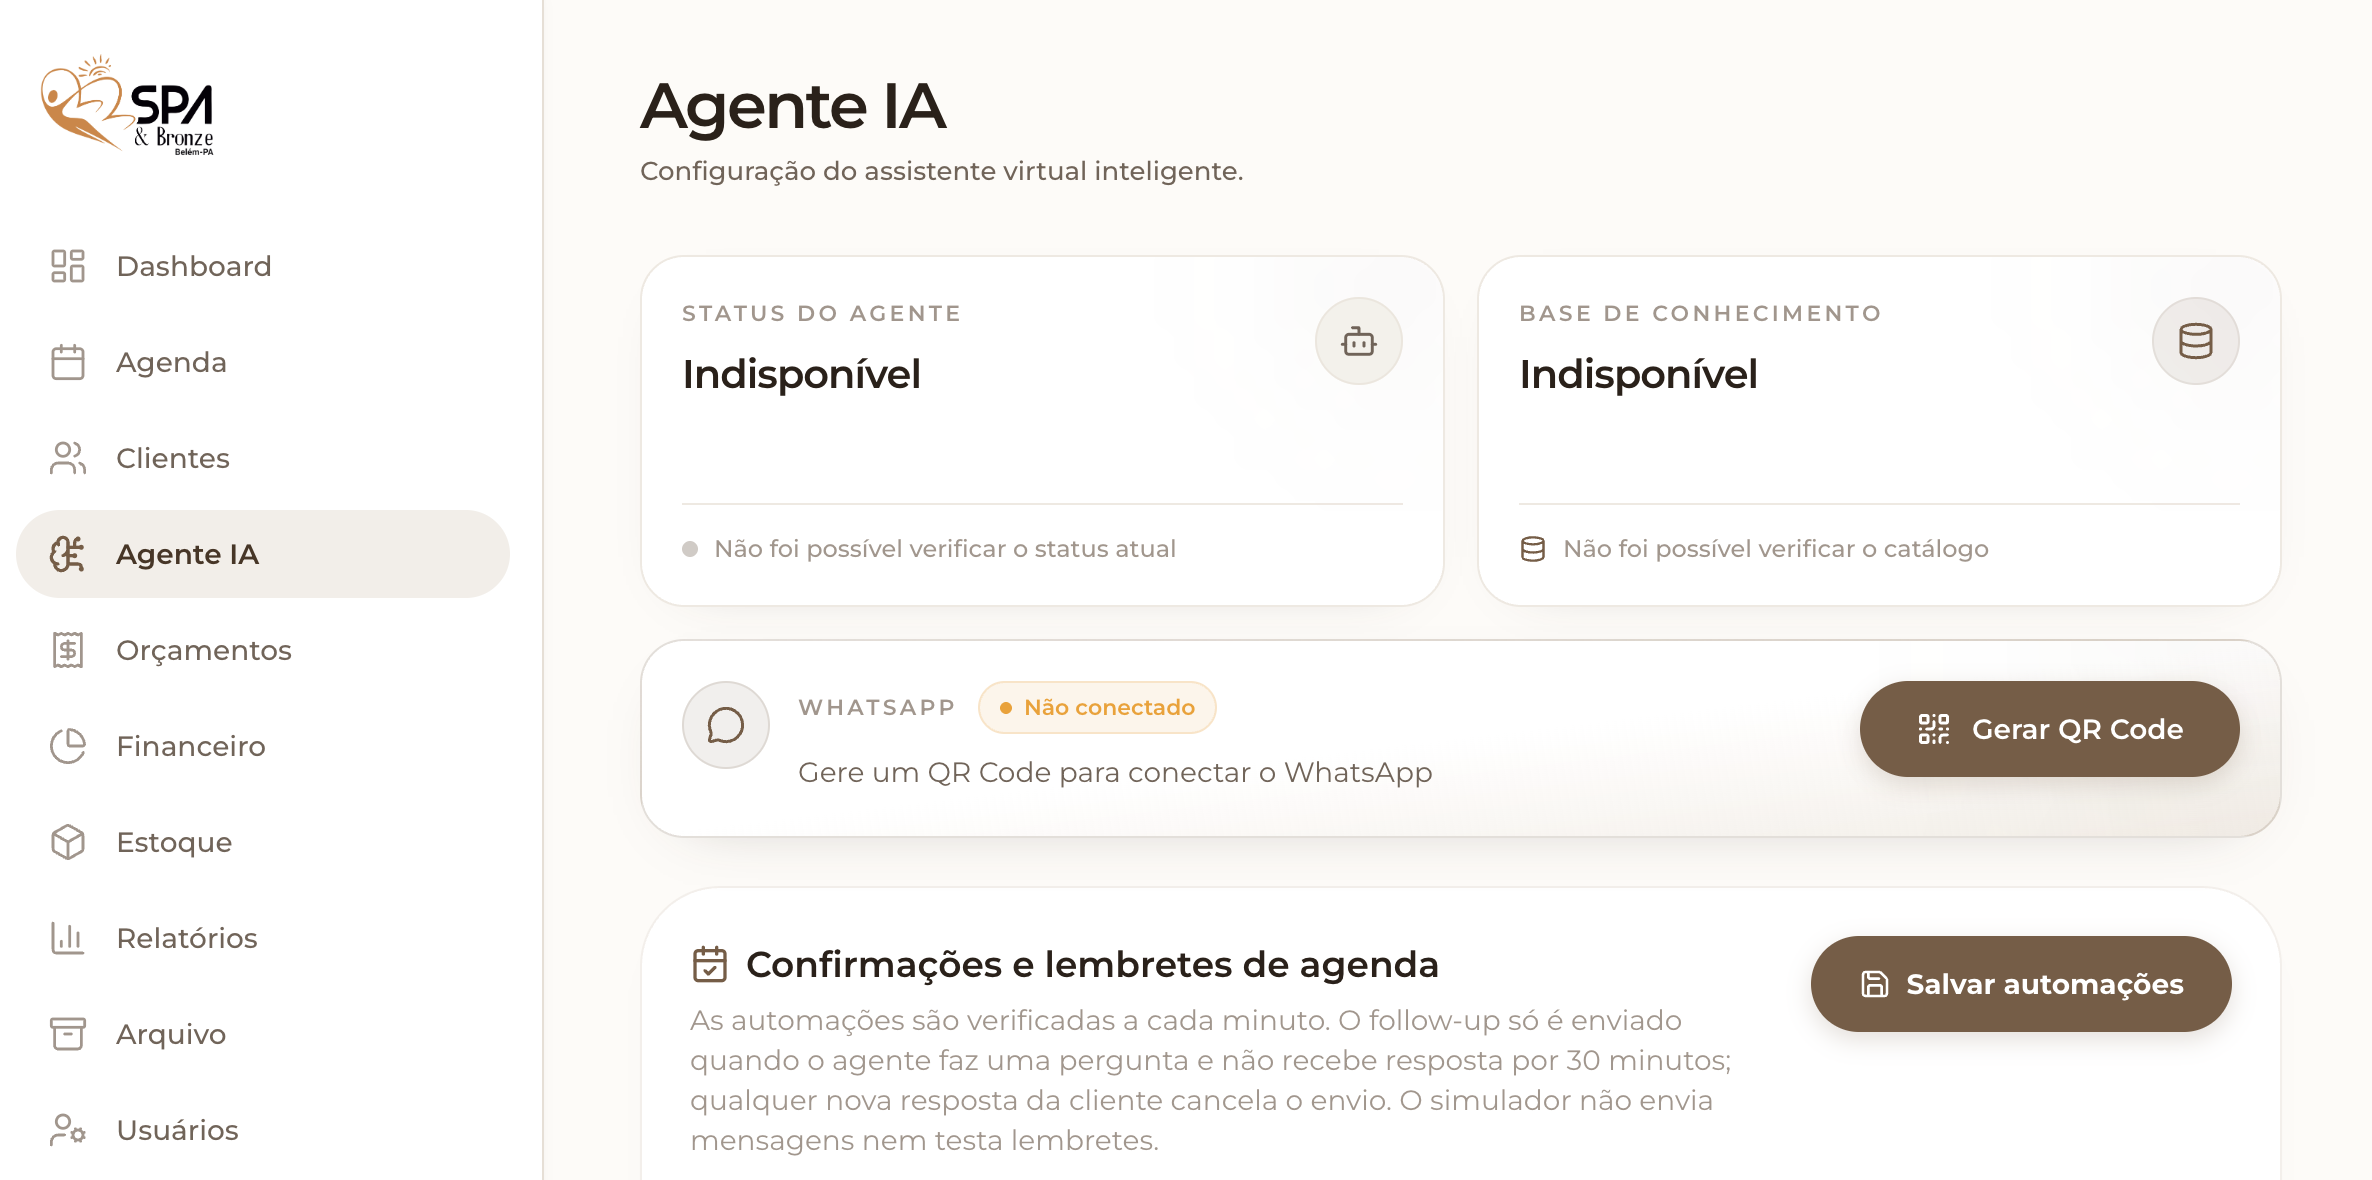 SPA
& Bronze
Belém-PA
Dashboard
Agenda
Clientes
Agente IA
Orçamentos
Financeiro
Estoque
Relatórios
Arquivo
Usuários
Agente IA
Configuração do assistente virtual inteligente.
STATUS DO AGENTE
Indisponível
Não foi possível verificar o status atual
BASE DE CONHECIMENTO
Indisponível
Não foi possível verificar o catálogo
WHATSAPP
Não conectado
Gere um QR Code para conectar o WhatsApp
Gerar QR Code
Confirmações e lembretes de agenda
As automações são verificadas a cada minuto. O follow-up só é enviado
quando o agente faz uma pergunta e não recebe resposta por 30 minutos;
qualquer nova resposta da cliente cancela o envio. O simulador não envia
mensagens nem testa lembretes.
Salvar automações